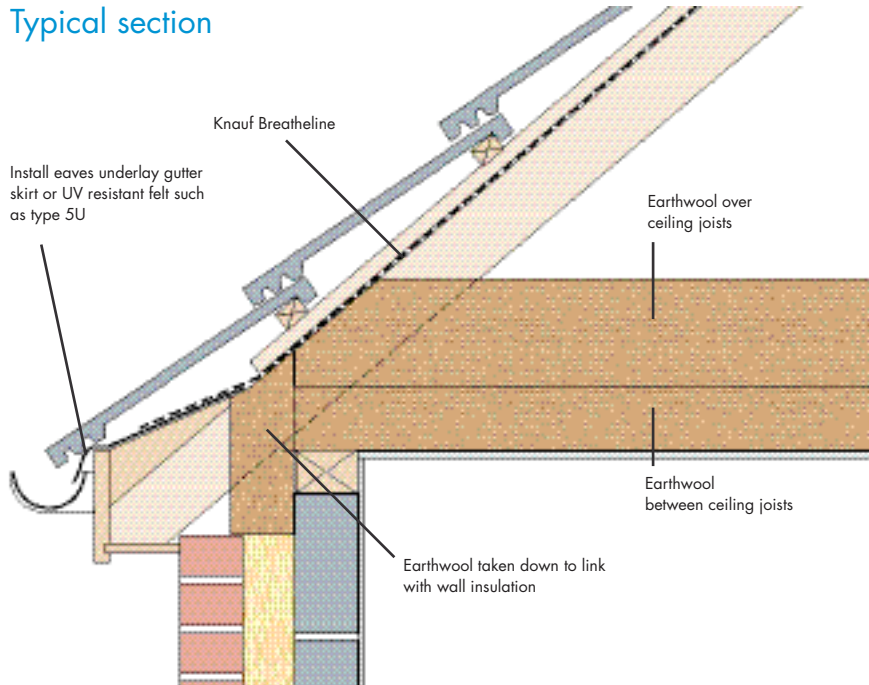 Typical section
Knauf Breatheline
Install eaves underlay gutter
skirt or UV resistant felt such
as type 5U
Earthwool over
ceiling joists
Earthwool
between ceiling joists
Earthwool taken down to link
with wall insulation